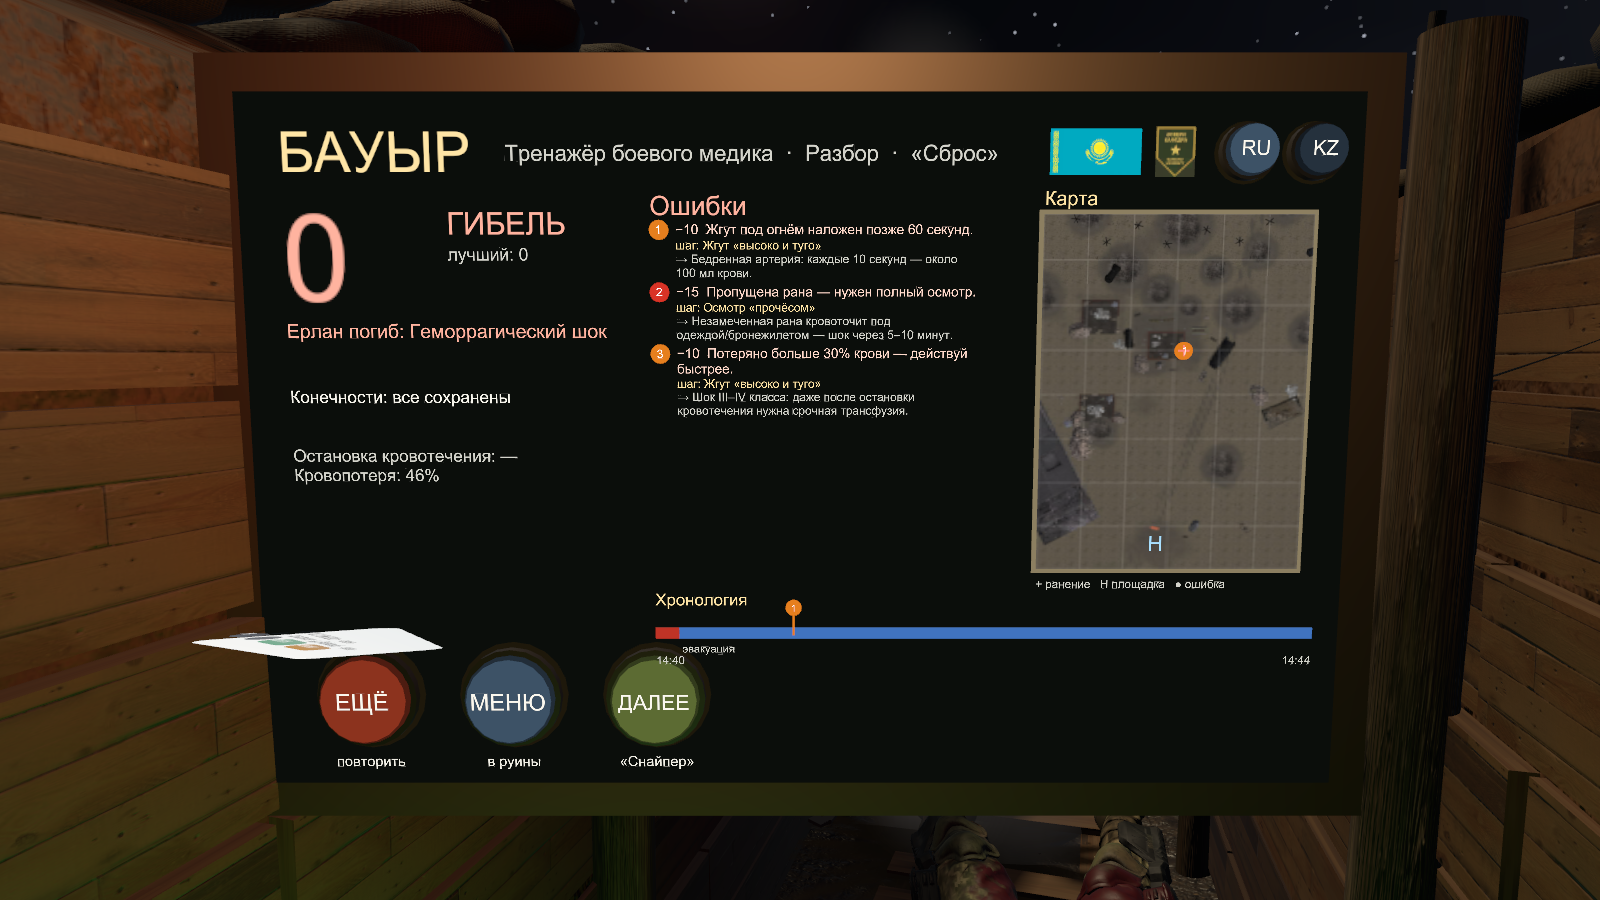 БАУЫР
Тренажёр боевого медика · Разбор · «Сброс»
RU
KZ
0
ГИБЕЛЬ
лучший: 0
Ерлан погиб: Геморрагический шок
Конечности: все сохранены
Остановка кровотечения: —
Кровопотеря: 46%
Ошибки
1 −10 Жгут под огнём наложен позже 60 секунд.
шаг: Жгут «высоко и туго»
→ Бедренная артерия: каждые 10 секунд — около
100 мл крови.
2 −15 Пропущена рана — нужен полный осмотр.
шаг: Осмотр «прочёсом»
→ Незамеченная рана кровоточит под
одеждой/бронежилетом — шок через 5–10 минут.
3 −10 Потеряно больше 30% крови — действуй
быстрее.
шаг: Жгут «высоко и туго»
→ Шок III–IV класса: даже после остановки
кровотечения нужна срочная трансфузия.
Карта
H
+ ранение H площадка ● ошибка
Хронология
1
эвакуация
14:40
14:44
ЕЩЁ
МЕНЮ
ДАЛЕЕ
повторить
в руины
«Снайпер»